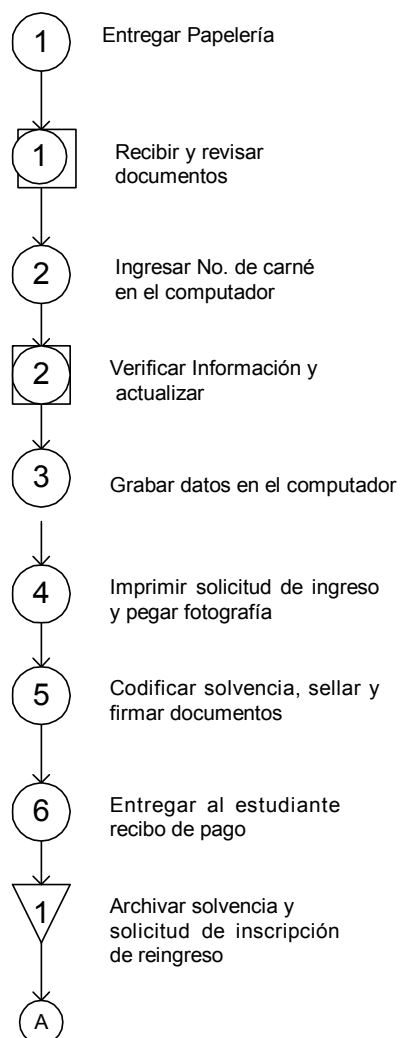 1 Entregar Papelería
1 Recibir y revisar
documentos
2 Ingresar No. de carné
en el computador
2 Verificar Información y
actualizar
3 Grabar datos en el computador
4 Imprimir solicitud de ingreso
y pegar fotografía
5 Codificar solvencia, sellar y
firmar documentos
6 Entregar al estudiante
recibo de pago
1 Archivar solvencia y
solicitud de inscripción
de reingreso
A